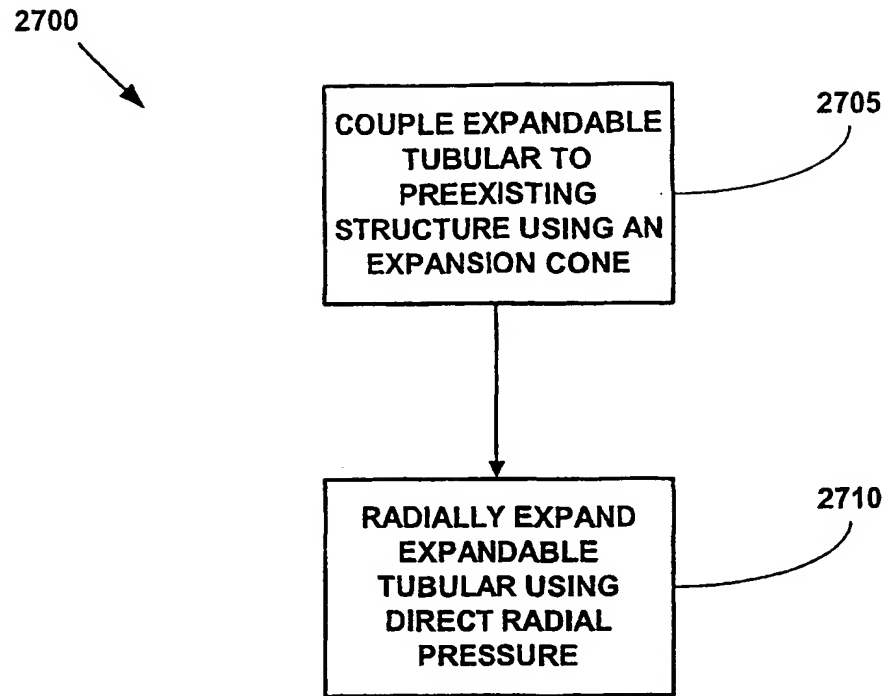 2700
COUPLE EXPANDABLE
TUBULAR TO
PREEXISTING
STRUCTURE USING AN
EXPANSION CONE
2705
RADIALLY EXPAND
EXPANDABLE
TUBULAR USING
DIRECT RADIAL
PRESSURE
2710